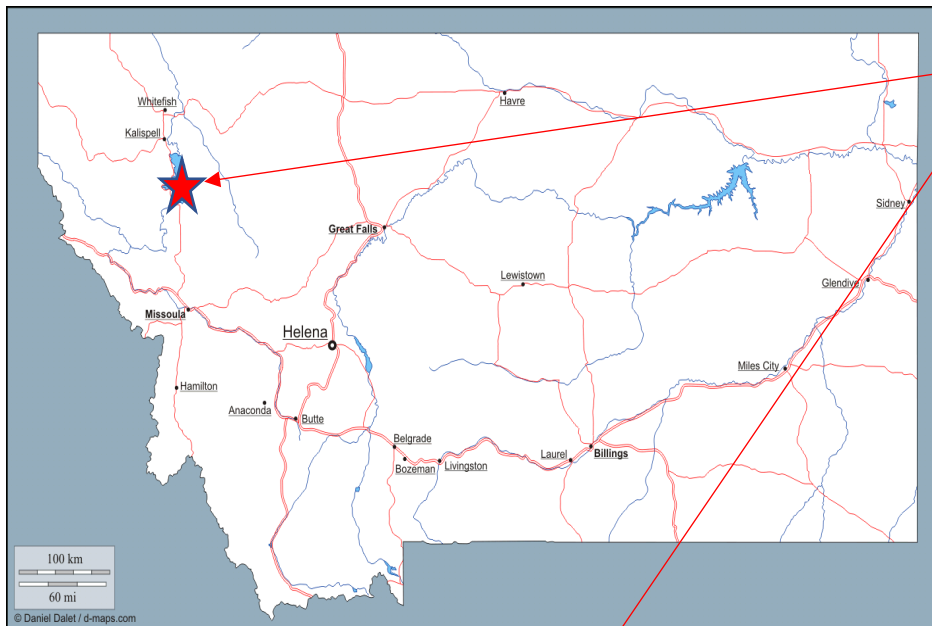 Havre
Whitefish
Kalispell
Sidney
Great Falls
Lewistown
Glendive
Missoula
Helena
Miles City
Hamilton
Anaconda
Butte
Belgrade
Bozeman
Livingston
Laurel
Billings
100 km
60 mi
© Daniel Dalet / d-maps.com